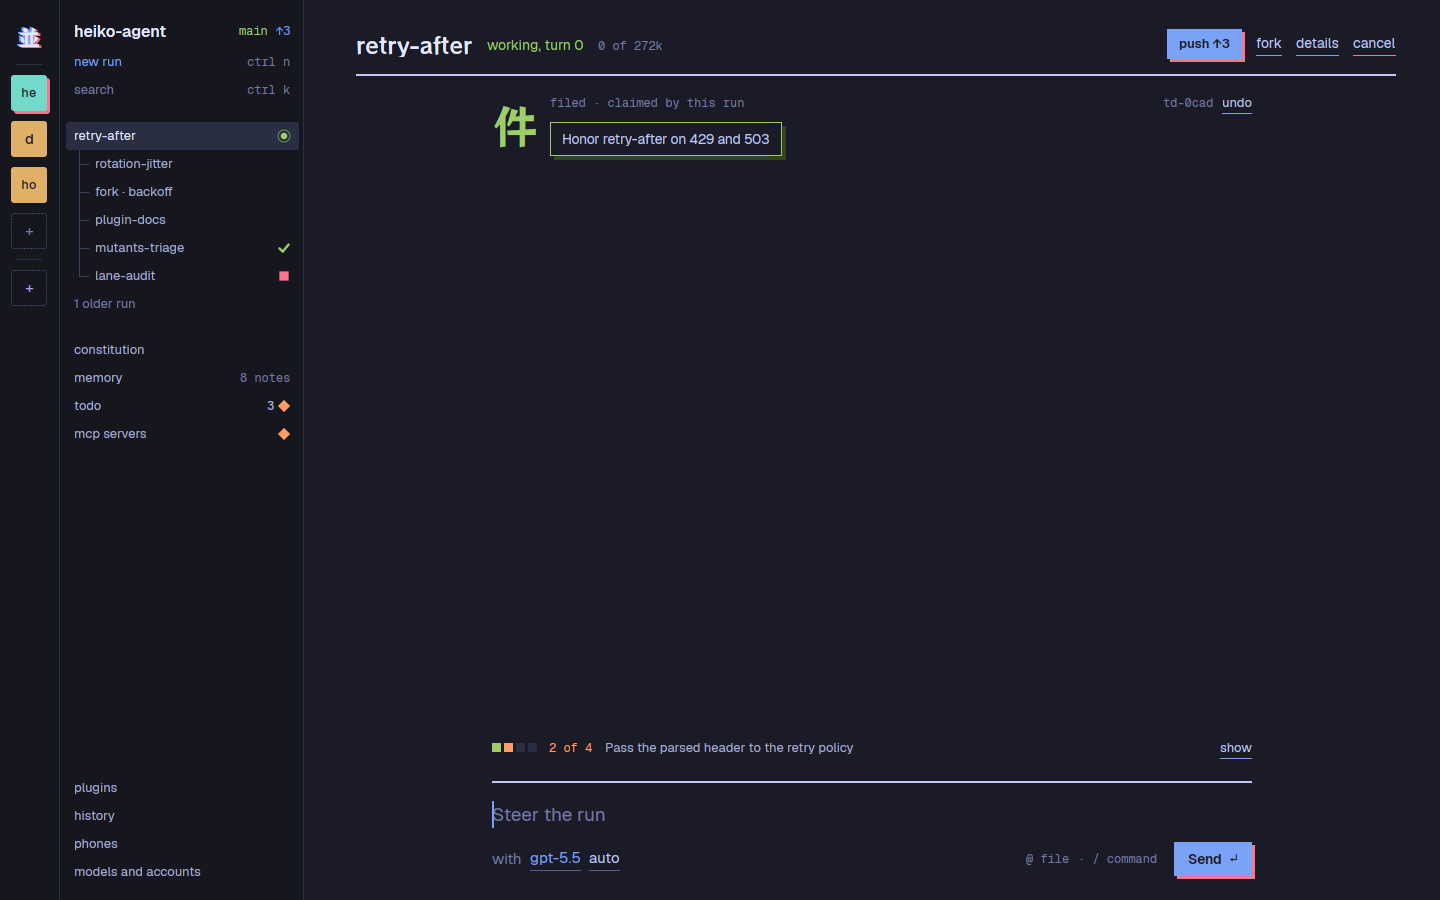 heiko-agent main ↑3
new run ctrl n
search ctrl k
he
d
ho
+
+
retry-after
rotation-jitter
fork · backoff
plugin-docs
mutants-triage
lane-audit
1 older run
constitution
memory 8 notes
todo 3
mcp servers
plugins
history
phones
models and accounts
retry-after working, turn 0 0 of 272k
push ↑3 fork details cancel
filed · claimed by this run td-0cad undo
件
Honor retry-after on 429 and 503
2 of 4 Pass the parsed header to the retry policy show
Steer the run
with gpt-5.5 auto @ file · / command Send ↵